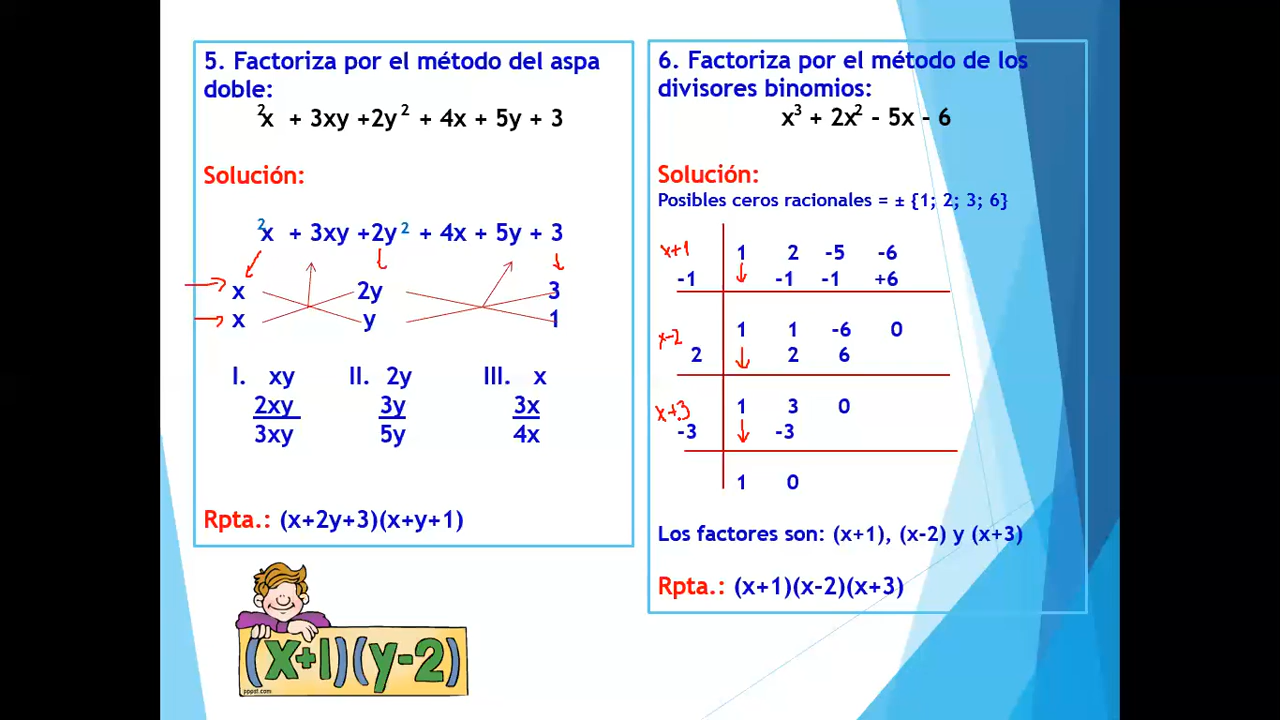 5. Factoriza por el método del aspa
doble:
²x + 3xy +2y² + 4x + 5y + 3
Solución:
²x + 3xy +2y² + 4x + 5y + 3
x 2y 3
x y 1
I. xy II. 2y III. x
2xy 3y 3x
3xy 5y 4x
Rpta.: (x+2y+3)(x+y+1)
(x+1)(y-2)
popst.com
6. Factoriza por el método de los
divisores binomios:
x³ + 2x² - 5x - 6
Solución:
Posibles ceros racionales = ± {1; 2; 3; 6}
x+1 1 2 -5 -6
-1 -1 -1 +6
x-2 1 1 -6 0
2 2 6
x+3 1 3 0
-3 -3
1 0
Los factores son: (x+1), (x-2) y (x+3)
Rpta.: (x+1)(x-2)(x+3)